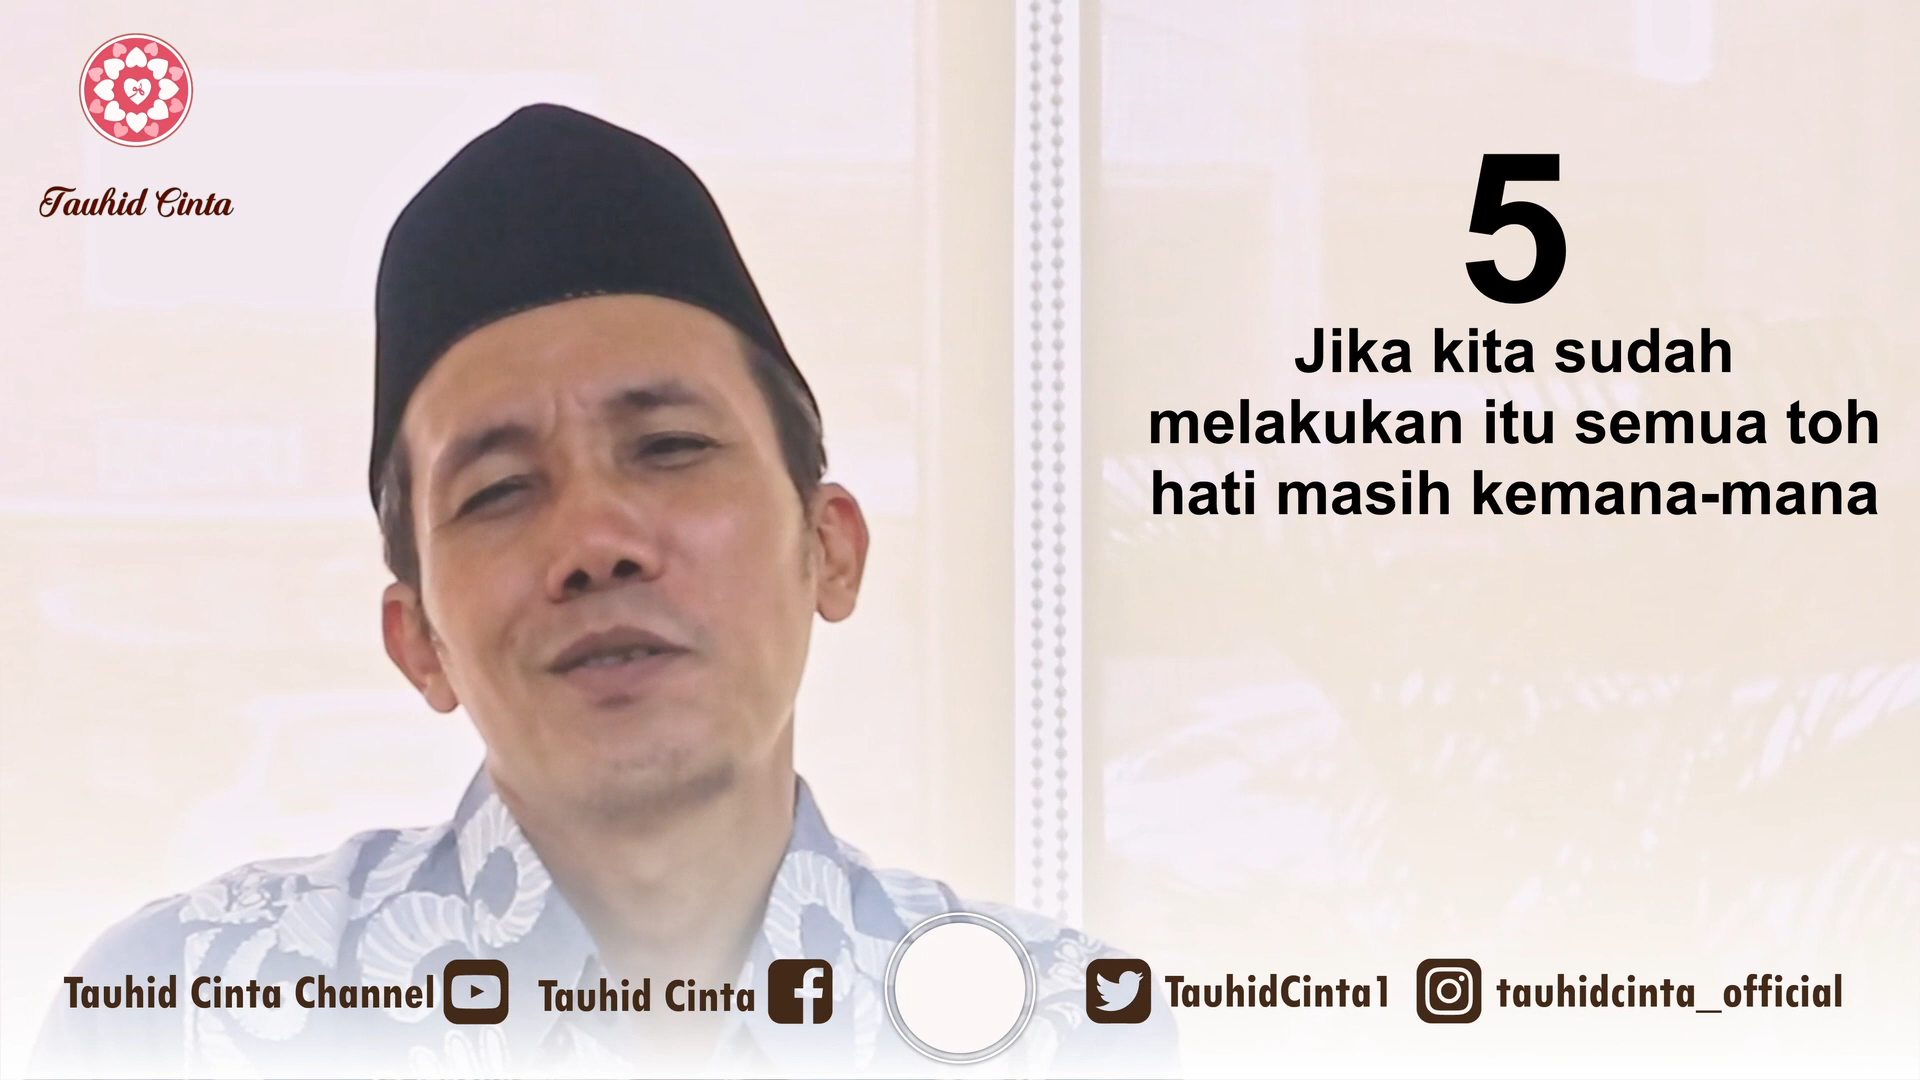 Tauhid Cinta
5
Jika kita sudah
melakukan itu semua toh
hati masih kemana-mana
Tauhid Cinta Channel
Tauhid Cinta
TauhidCinta1
tauhidcinta_official